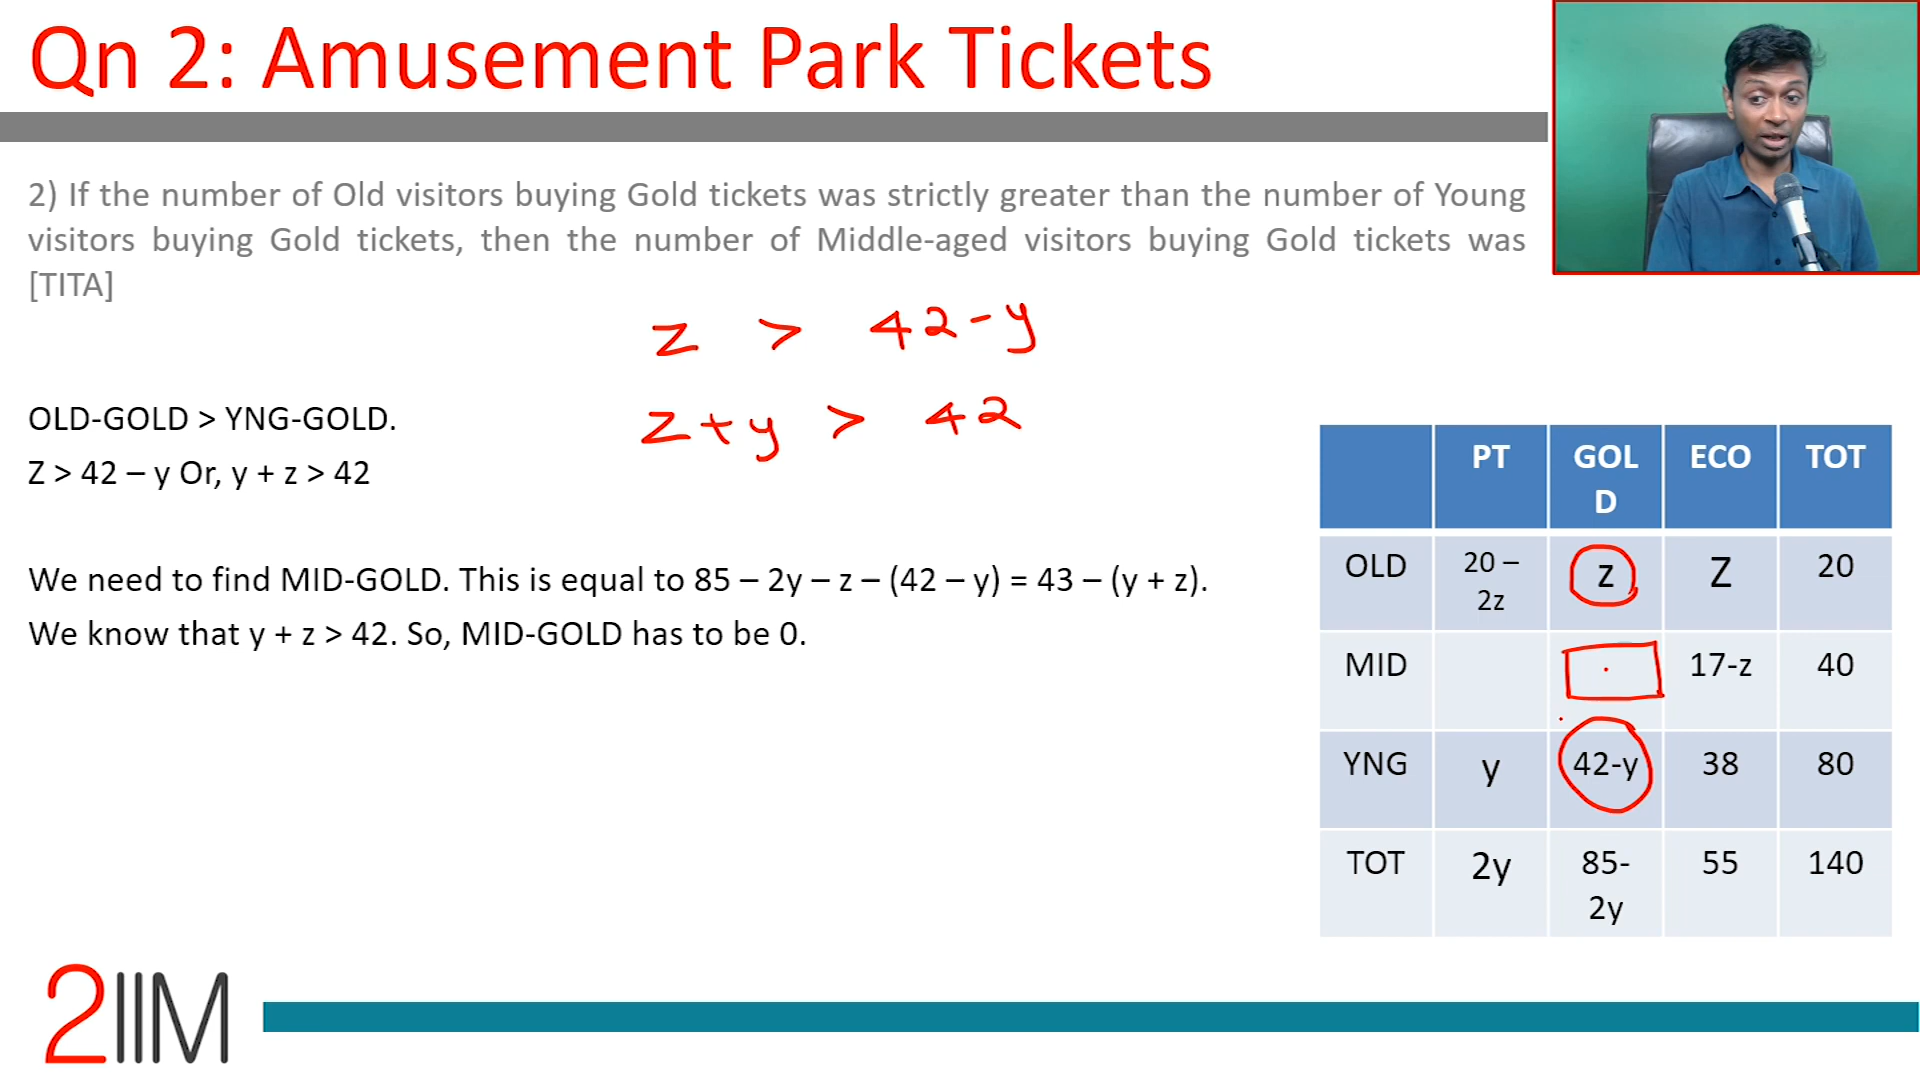 Qn 2: Amusement Park Tickets
2) If the number of Old visitors buying Gold tickets was strictly greater than the number of Young
visitors buying Gold tickets, then the number of Middle-aged visitors buying Gold tickets was
[TITA]
z > 42-y
z+y > 42
OLD-GOLD > YNG-GOLD.
Z > 42 – y Or, y + z > 42
We need to find MID-GOLD. This is equal to 85 – 2y – z – (42 – y) = 43 – (y + z).
We know that y + z > 42. So, MID-GOLD has to be 0.
PT GOL ECO TOT
D
OLD 20 – z Z 20
2z
MID 17-z 40
YNG y 42-y 38 80
TOT 2y 85- 55 140
2y
2IIM